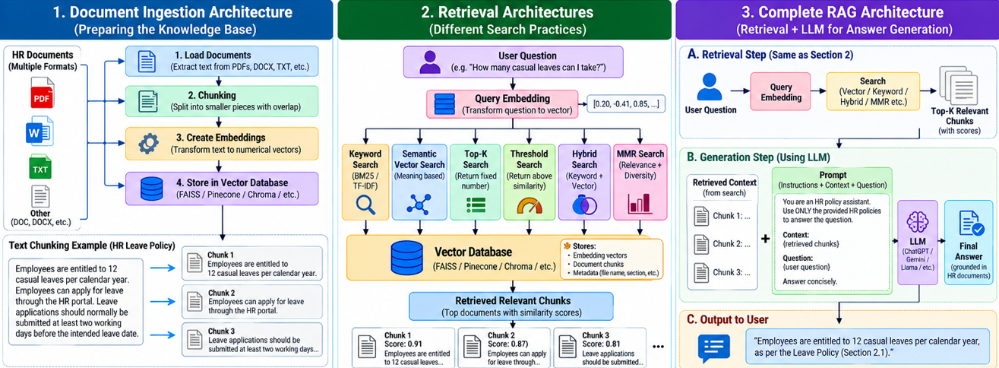 1. Document Ingestion Architecture
(Preparing the Knowledge Base)
HR Documents
(Multiple Formats)
PDF
W
TXT
Other
(DOC, DOCX, etc.)
1. Load Documents
(Extract text from PDFs, DOCX, TXT, etc.)
2. Chunking
(Split into smaller pieces with overlap)
3. Create Embeddings
(Transform text to numerical vectors)
4. Store in Vector Database
(FAISS / Pinecone / Chroma / etc.)
Text Chunking Example (HR Leave Policy)
Employees are entitled to 12
casual leaves per calendar year.
Employees can apply for leave
through the HR portal. Leave
applications should normally be
submitted at least two working
days before the intended leave date.
Chunk 1
Employees are entitled to
12 casual leaves per calendar year.
Chunk 2
Employees can apply for leave
through the HR portal.
Chunk 3
Leave applications should be
submitted at least two working days...
2. Retrieval Architectures
(Different Search Practices)
User Question
(e.g. "How many casual leaves can I take?")
Query Embedding
(Transform question to vector)
[0.20, -0.41, 0.85, ...]
Keyword
Search
(BM25 /
TF-IDF)
Semantic
Vector Search
(Meaning based)
Top-K
Search
(Return fixed
number)
Threshold
Search
(Return above
similarity)
Hybrid
Search
(Keyword +
Vector)
MMR Search
(Relevance +
Diversity)
Vector Database
(FAISS / Pinecone / Chroma / etc.)
Stores:
• Embedding vectors
• Document chunks
• Metadata (file name, section, etc.)
Retrieved Relevant Chunks
(Top documents with similarity scores)
Chunk 1
Score: 0.91
Employees are entitled
to 12 casual leaves...
Chunk 2
Score: 0.87)
Employees can apply
for leave through...
Chunk 3
Score: 0.81
Leave applications
should be submitted...
...
3. Complete RAG Architecture
(Retrieval + LLM for Answer Generation)
A. Retrieval Step (Same as Section 2)
User Question
Query
Embedding
Search
(Vector / Keyword /
Hybrid / MMR etc.)
Top-K Relevant
Chunks
(with scores)
B. Generation Step (Using LLM)
Retrieved Context
(from search)
Chunk 1: ...
Chunk 2: ...
Chunk 3: ...
+
Prompt
(Instructions + Context + Question)
You are an HR policy assistant.
Use ONLY the provided HR policies
to answer the question.
Context:
{retrieved chunks}
Question:
{user question}
Answer concisely.
LLM
(ChatGPT /
Gemini /
Llama / etc.)
Final
Answer
(grounded in
HR documents)
C. Output to User
"Employees are entitled to 12 casual leaves per calendar year,
as per the Leave Policy (Section 2.1)."